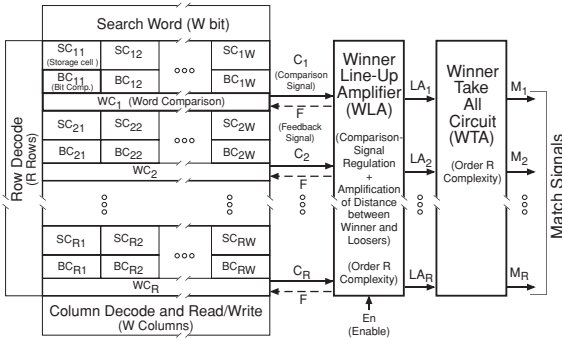 Search Word (W bit)
Row Decode
(R Rows)
SC11 SC12 ooo SC1W
(Storage cell )
BC11 BC12 BC1W
(Bit Comp.)
WC1 (Word Comparison)
SC21 SC22 ooo SC2W
BC21 BC22 BC2W
WC2
SCR1 SCR2 ooo SCRW
BCR1 BCR2 BCRW
WCR
Column Decode and Read/Write
(W Columns)
C1
(Comparison
Signal)
F
(Feedback
Signal)
C2
F
CR
F
Winner
Line-Up
Amplifier
(WLA)
(Comparison-
Signal
Regulation
+
Amplification
of Distance
between
Winner and
Loosers)
(Order R
Complexity)
En
(Enable)
LA1
LA2
LAR
Winner
Take All
Circuit
(WTA)
(Order R
Complexity)
M1
M2
MR
Match Signals